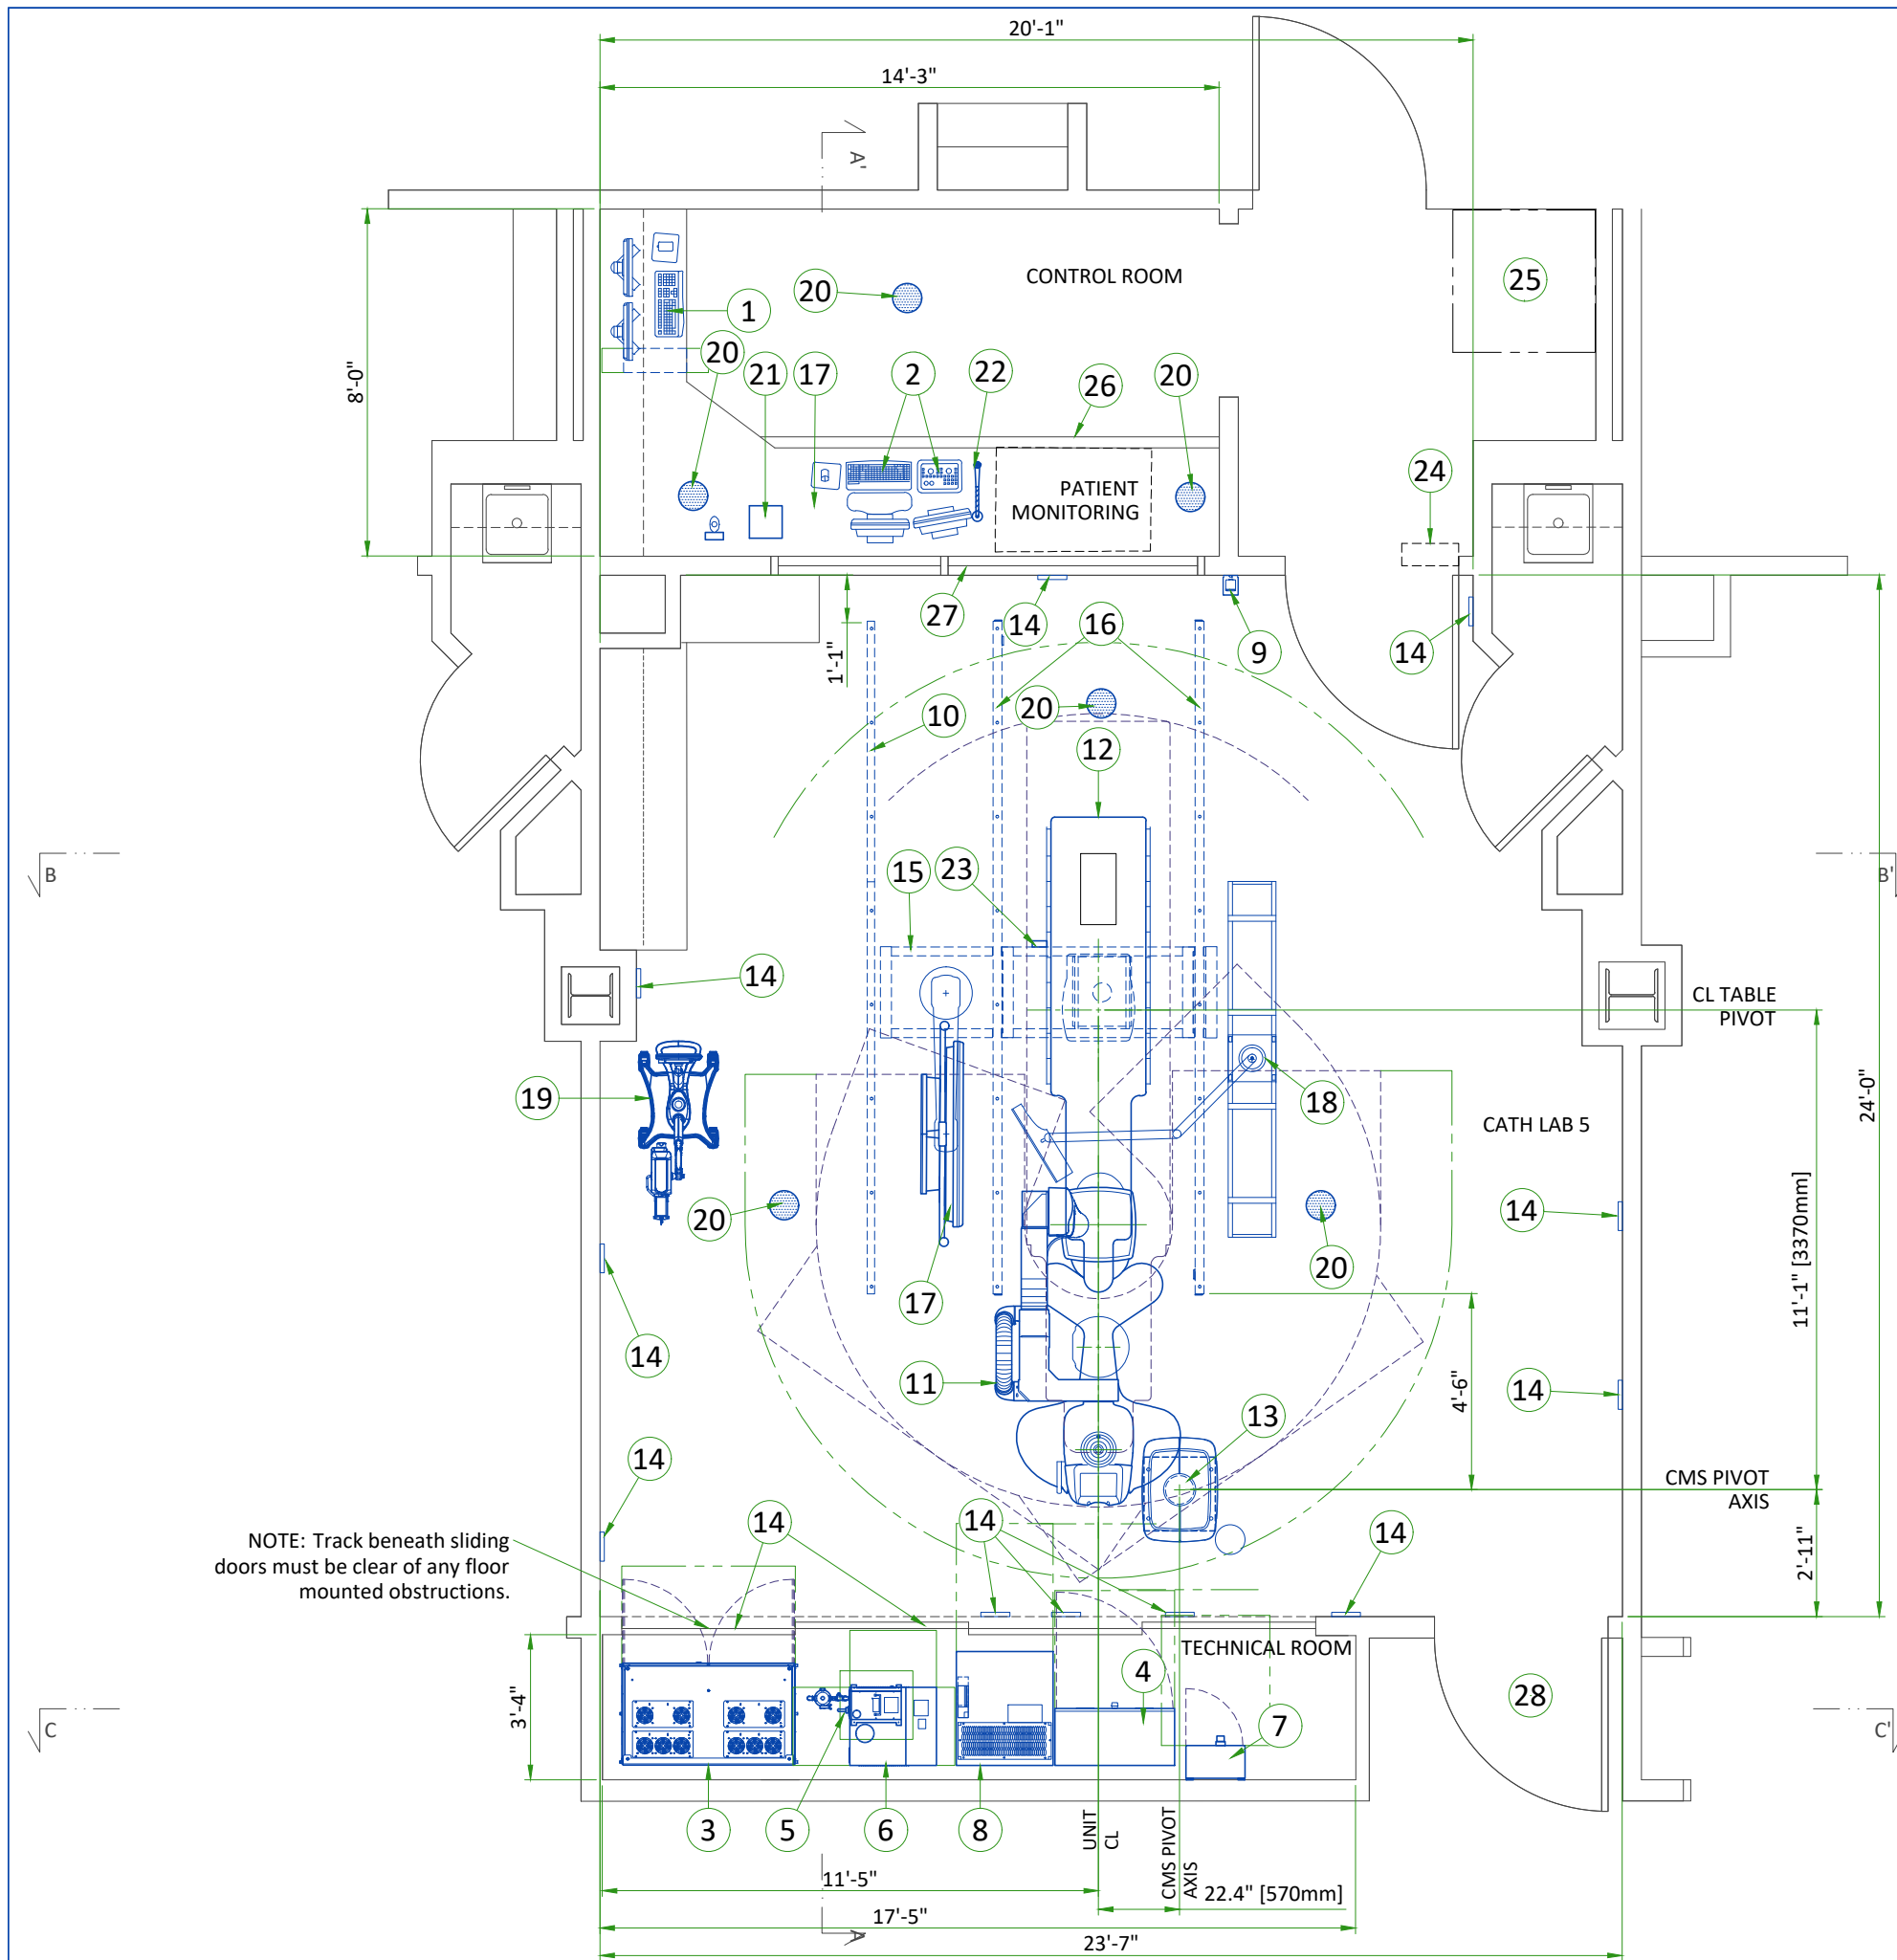 20'-1"
14'-3"
A'
CONTROL ROOM
25
20
1
8'-0"
20
21
17
2
22
26
20
24
PATIENT
MONITORING
27
14
16
9
14
1'-1"
10
20
12
B
B'
15
23
14
CL TABLE
PIVOT
19
18
CATH LAB 5
24'-0"
20
14
11'-1" [3370mm]
20
17
14
11
14
4'-6"
13
14
CMS PIVOT
AXIS
14
14
14
NOTE: Track beneath sliding
doors must be clear of any floor
mounted obstructions.
2'-11"
TECHNICAL ROOM
4
28
3'-4"
7
C
C'
3
5
6
8
UNIT
CL
CMS PIVOT
AXIS
11'-5"
22.4" [570mm]
17'-5"
A
23'-7"